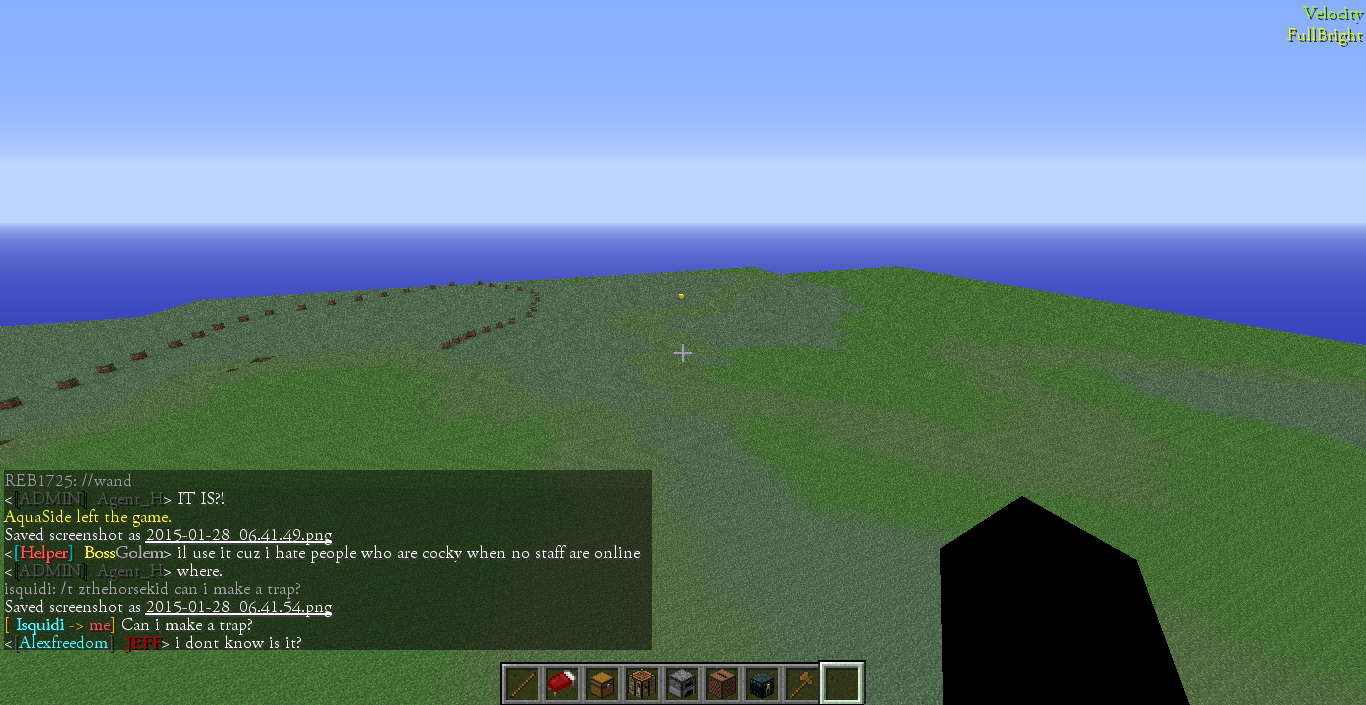 Velocity
FullBright
REB1725: //wand
<[ADMIN] Agent_H> IT IS?!
AquaSide left the game.
Saved screenshot as 2015-01-28_06.41.49.png
<[Helper] BossGolem> il use it cuz i hate people who are cocky when no staff are online
<[ADMIN] Agent_H> where.
isquidi: /t zthehorsekid can i make a trap?
Saved screenshot as 2015-01-28_06.41.54.png
[ Isquidi -> me] Can i make a trap?
<[Alexfreedom] JEFF> i dont know is it?